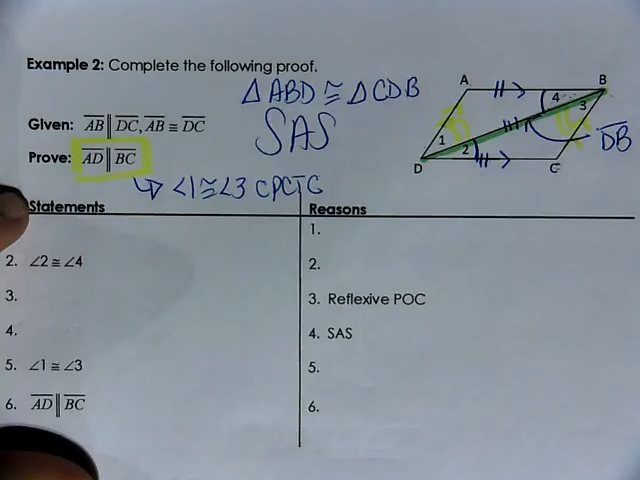 Example 2: Complete the following proof.
△ABD ≅ △CDB
Given: AB ∥ DC, AB ≅ DC
SAS
Prove: AD ∥ BC
∠1≅∠3 CPCTC
A
B
4
3
1
2
D
C
DB
Statements
Reasons
1.
2. ∠2 ≅ ∠4
2.
3.
3. Reflexive POC
4.
4. SAS
5. ∠1 ≅ ∠3
5.
6. AD ∥ BC
6.